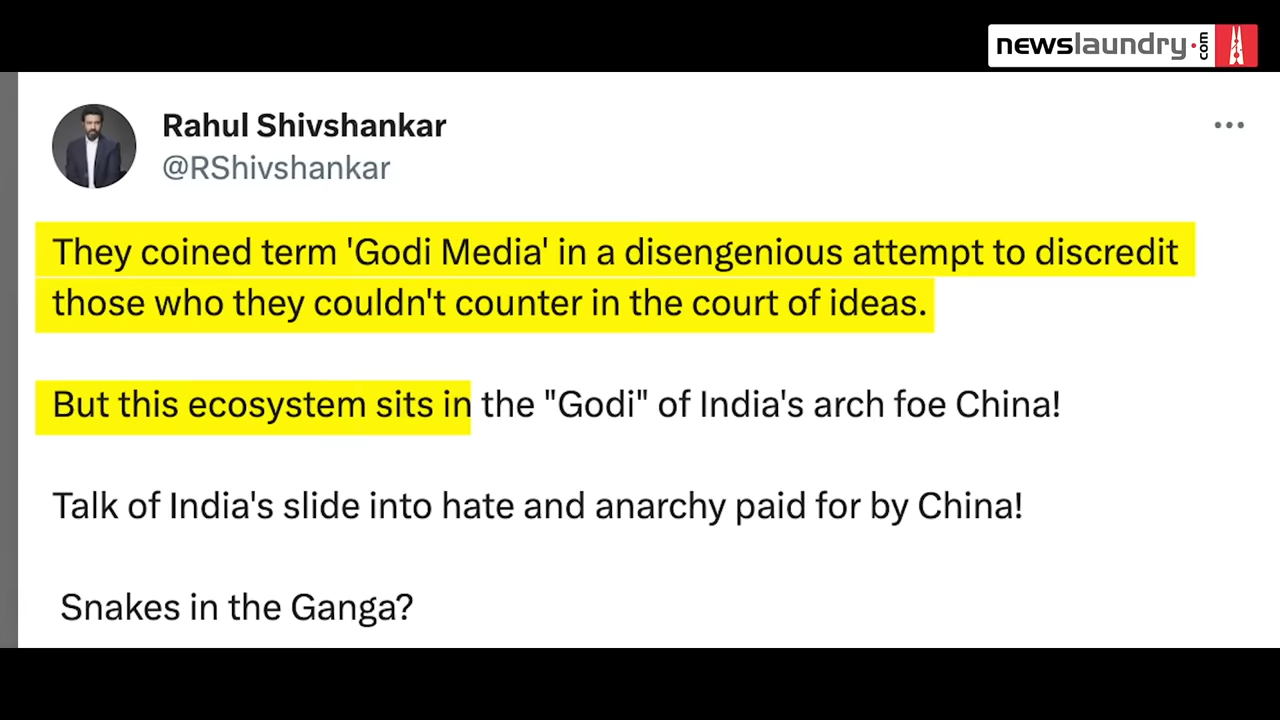 newslaundry.com
Rahul Shivshankar
@RShivshankar
They coined term 'Godi Media' in a disengenious attempt to discredit
those who they couldn't counter in the court of ideas.
But this ecosystem sits in the "Godi" of India's arch foe China!
Talk of India's slide into hate and anarchy paid for by China!
Snakes in the Ganga?